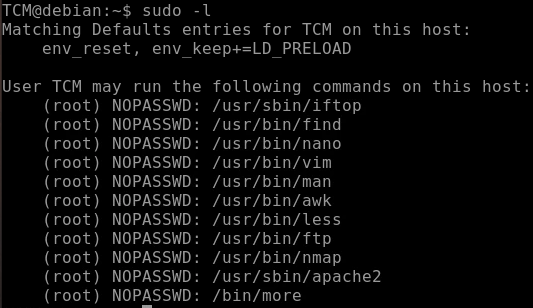 TCM@debian:~$ sudo -l
Matching Defaults entries for TCM on this host:
    env_reset, env_keep+=LD_PRELOAD

User TCM may run the following commands on this host:
    (root) NOPASSWD: /usr/sbin/iftop
    (root) NOPASSWD: /usr/bin/find
    (root) NOPASSWD: /usr/bin/nano
    (root) NOPASSWD: /usr/bin/vim
    (root) NOPASSWD: /usr/bin/man
    (root) NOPASSWD: /usr/bin/awk
    (root) NOPASSWD: /usr/bin/less
    (root) NOPASSWD: /usr/bin/ftp
    (root) NOPASSWD: /usr/bin/nmap
    (root) NOPASSWD: /usr/sbin/apache2
    (root) NOPASSWD: /bin/more